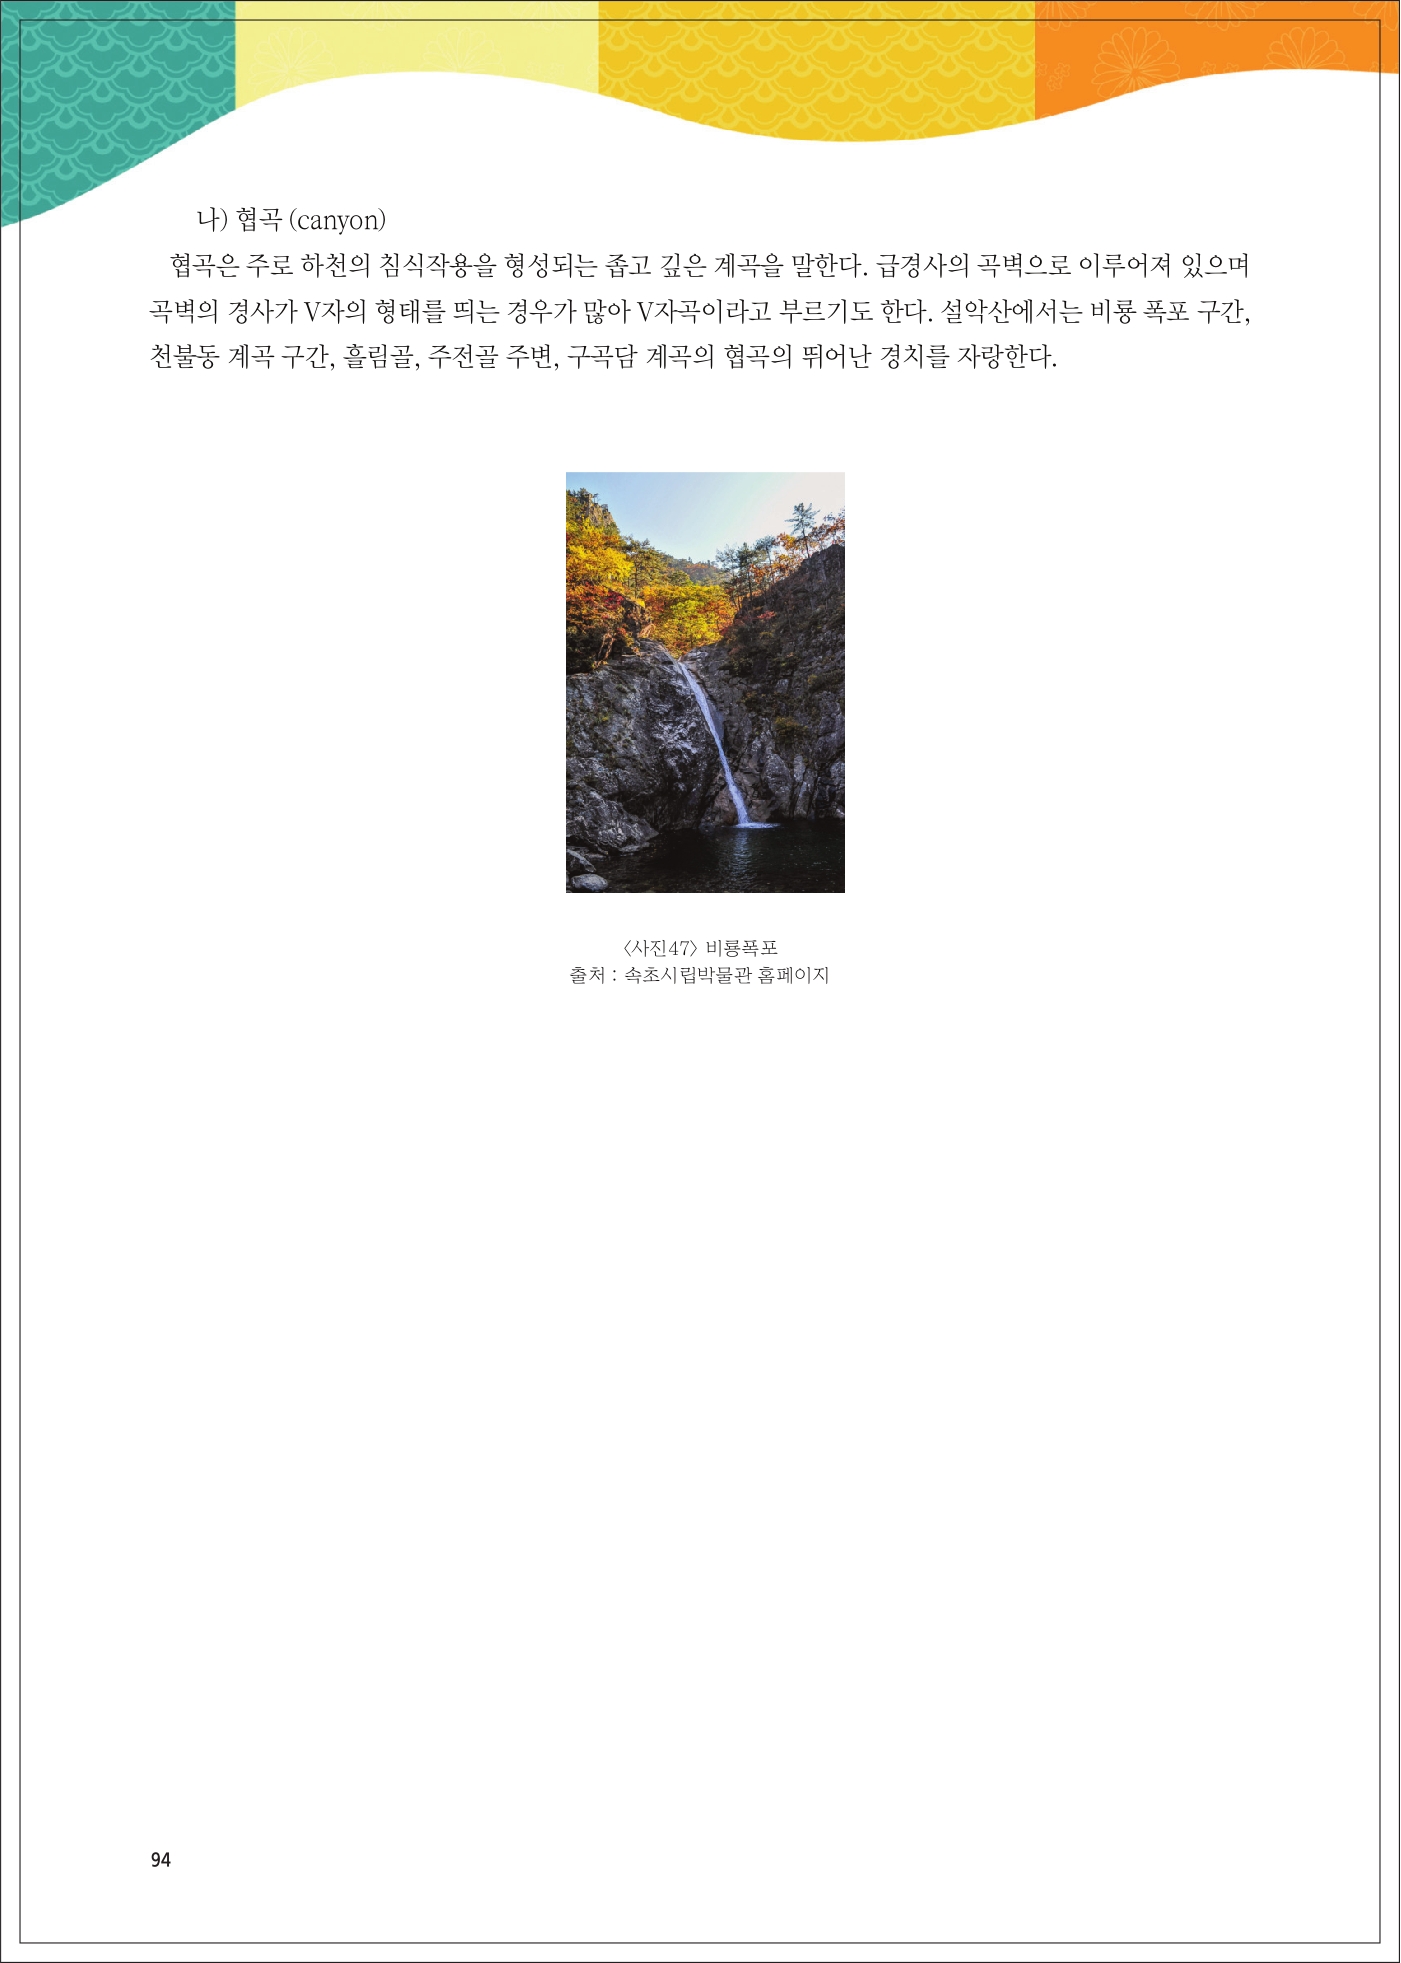 나) 협곡 (canyon)
협곡은 주로 하천의 침식작용을 형성되는 좁고 깊은 계곡을 말한다. 급경사의 곡벽으로 이루어져 있으며
곡벽의 경사가 V자의 형태를 띄는 경우가 많아 V자곡이라고 부르기도 한다. 설악산에서는 비룡 폭포 구간,
천불동 계곡 구간, 흘림골, 주전골 주변, 구곡담 계곡의 협곡의 뛰어난 경치를 자랑한다.
〈사진47〉 비룡폭포
출처 : 속초시립박물관 홈페이지
94